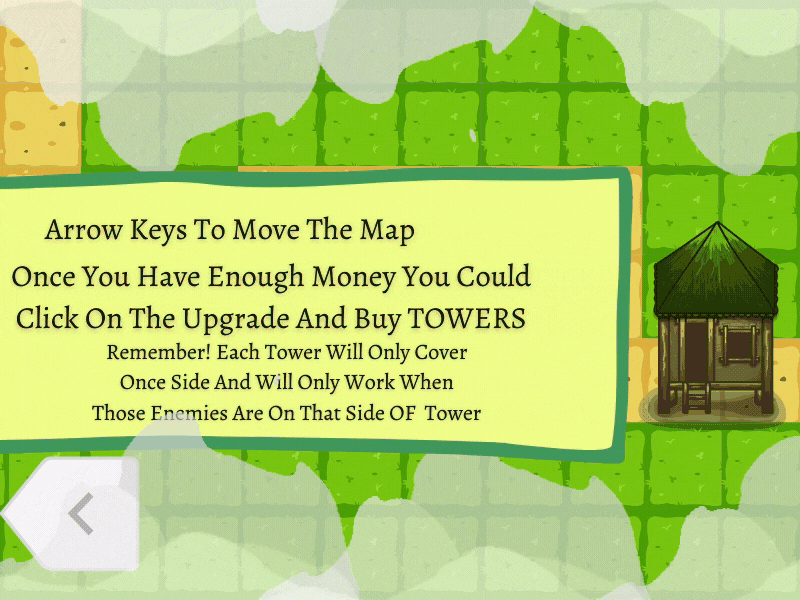 Arrow Keys To Move The Map
Once You Have Enough Money You Could
Click On The Upgrade And Buy TOWERS
Remember! Each Tower Will Only Cover
Once Side And Will Only Work When
Those Enemies Are On That Side OF Tower